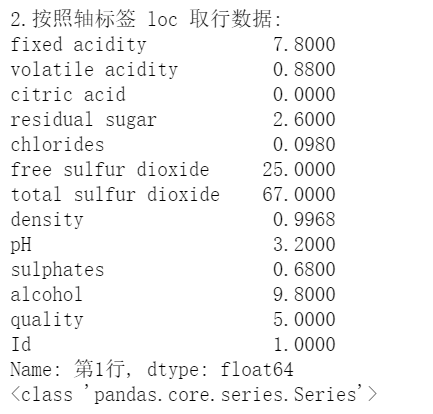 2.按照轴标签 loc 取行数据:
fixed acidity 7.8000
volatile acidity 0.8800
citric acid 0.0000
residual sugar 2.6000
chlorides 0.0980
free sulfur dioxide 25.0000
total sulfur dioxide 67.0000
density 0.9968
pH 3.2000
sulphates 0.6800
alcohol 9.8000
quality 5.0000
Id 1.0000
Name: 第1行, dtype: float64
<class 'pandas.core.series.Series'>